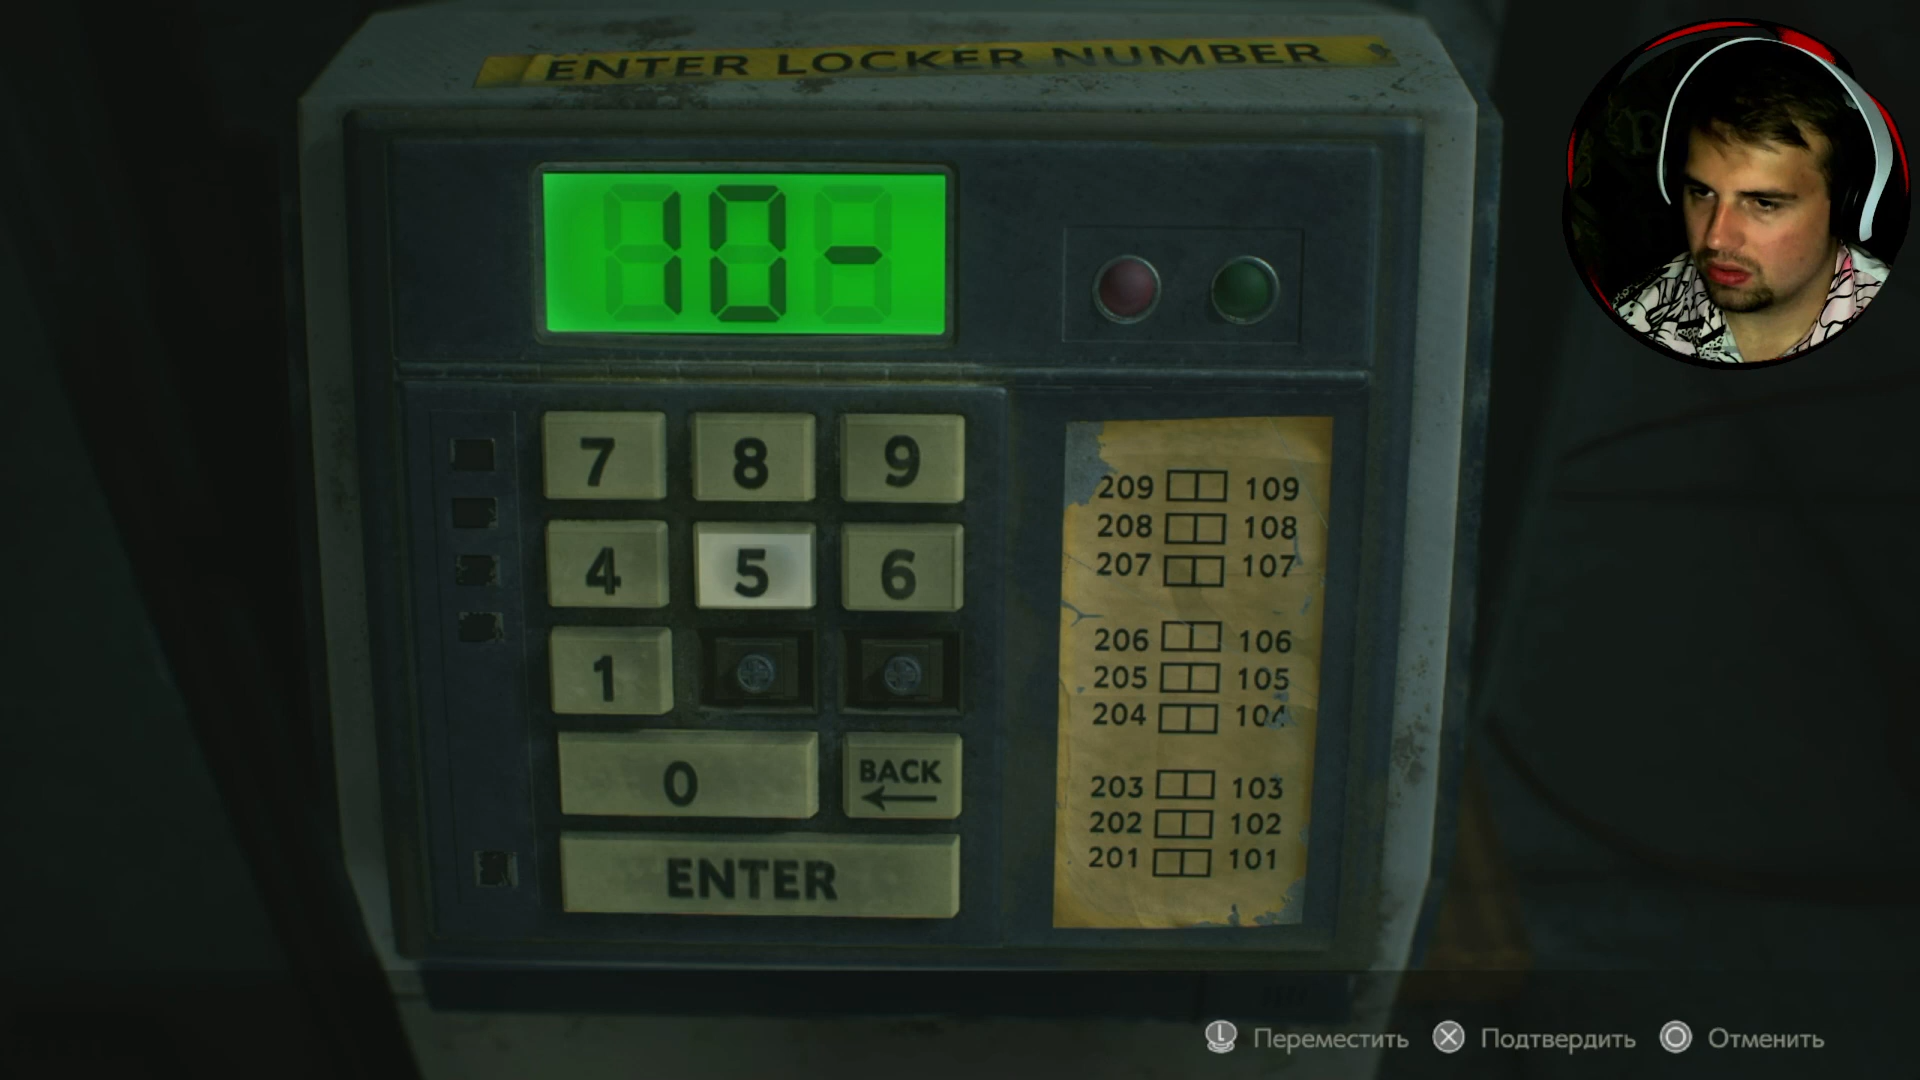 ENTER LOCKER NUMBER
10-
7 8 9
4 5 6
1
0 BACK
ENTER
209 109
208 108
207 107
206 106
205 105
204 104
203 103
202 102
201 101
L Переместить Подтвердить Отменить